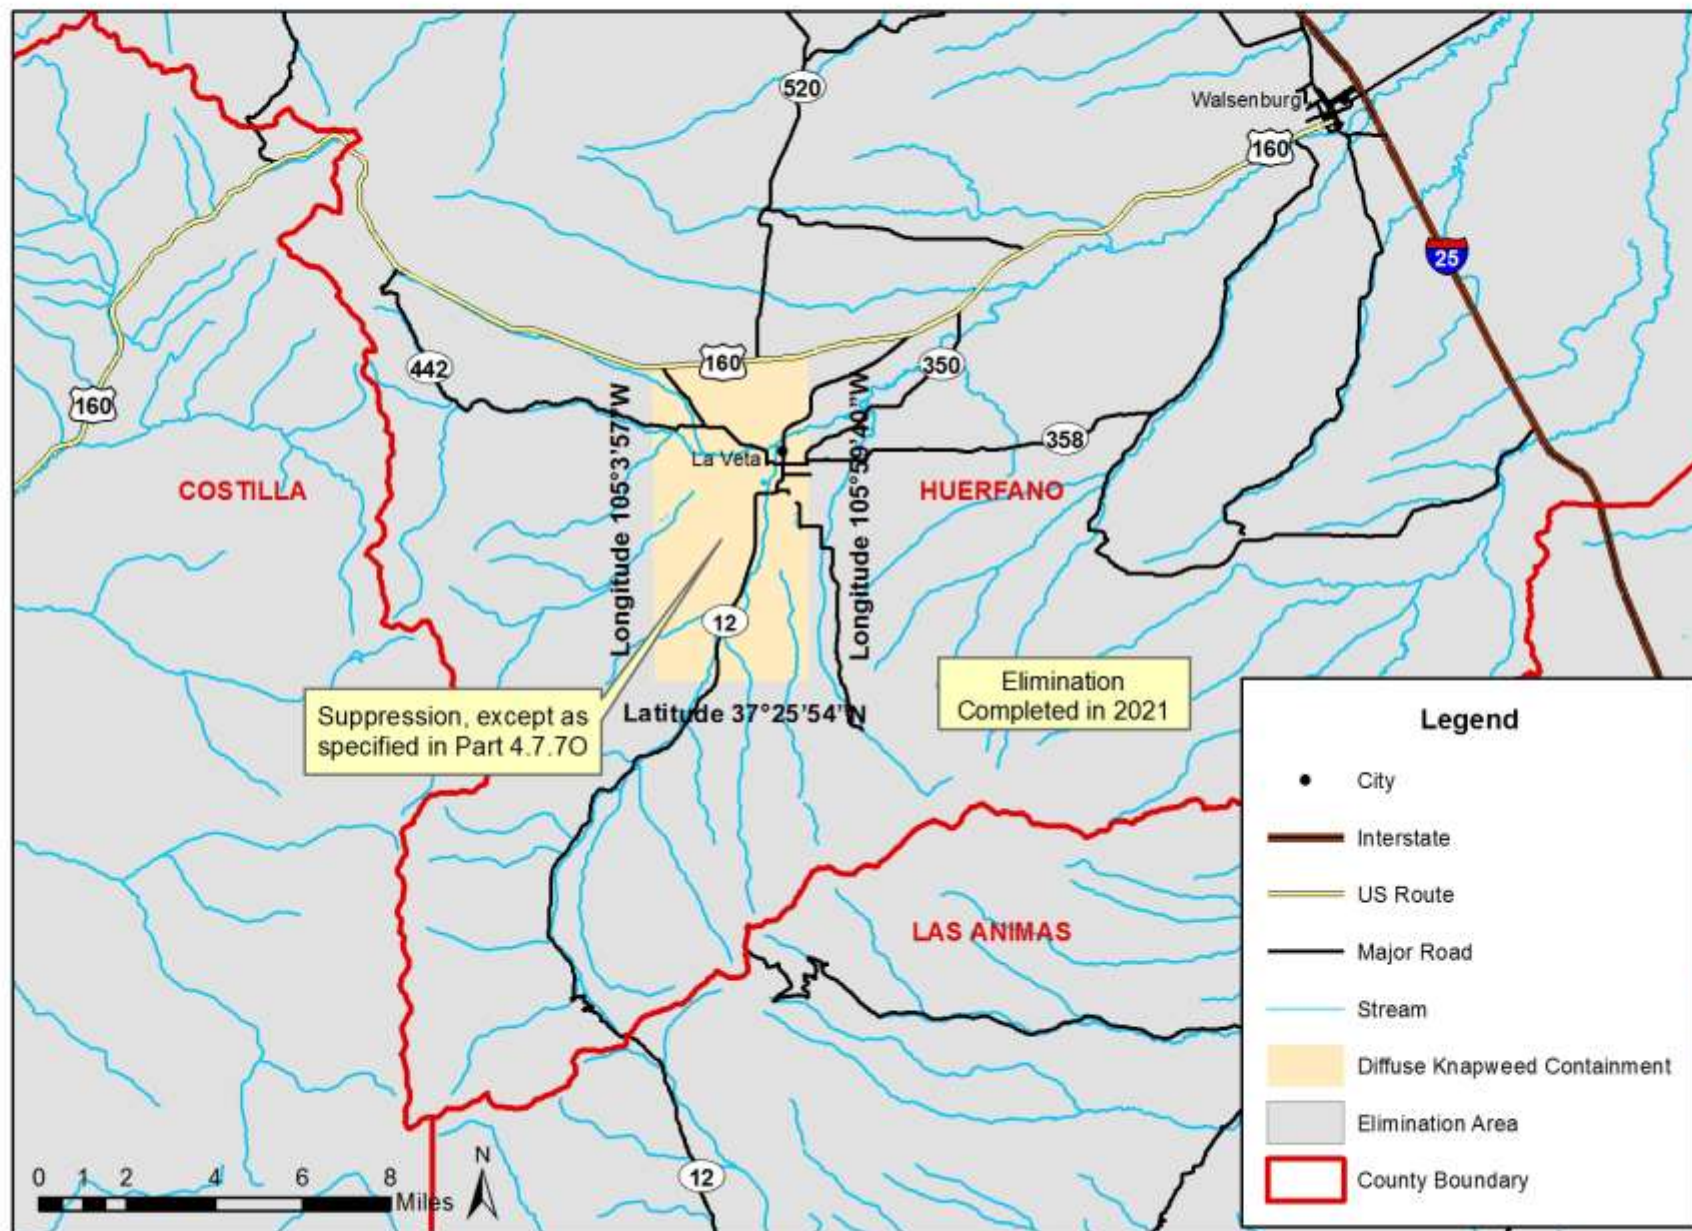 520
Walsenburg
160
25
442
160
350
160
Longitude 105°3'57"W
Longitude 105°59'40"W
358
La Veta
COSTILLA
HUERFANO
12
Elimination
Completed in 2021
Suppression, except as
specified in Part 4.7.7O
Latitude 37°25'54"N
LAS ANIMAS
Legend
City
Interstate
US Route
Major Road
Stream
Diffuse Knapweed Containment
Elimination Area
County Boundary
0 1 2 4 6 8
Miles
N
12